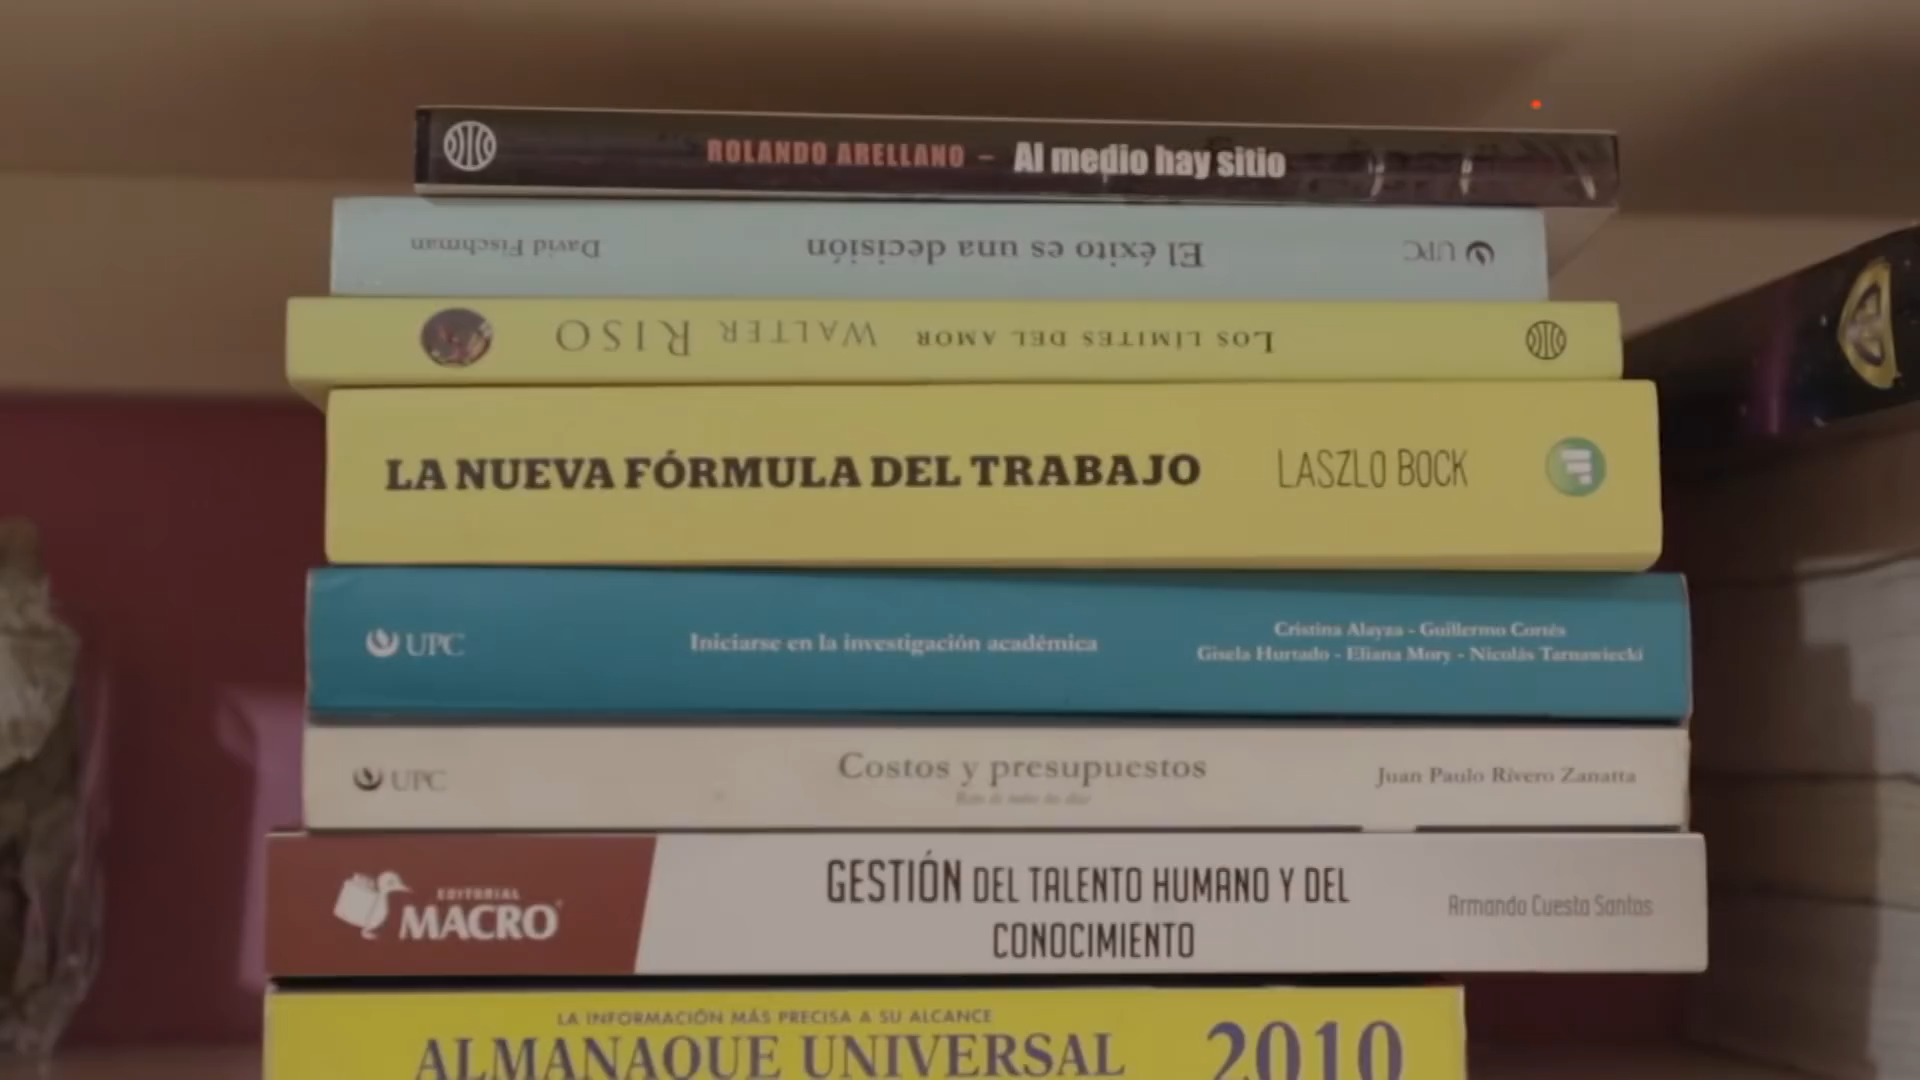 ROLANDO ARELLANO - Al medio hay sitio
UPC El éxito es una decisión David Fischman
LOS LÍMITES DEL AMOR WALTER RISO
LA NUEVA FÓRMULA DEL TRABAJO LASZLO BOCK
UPC Iniciarse en la investigación académica
Cristina Alayza - Guillermo Cortés
Gisela Hurtado - Eliana Mory - Nicolás Tarnawiecki
UPC Costos y presupuestos Juan Paulo Rivero Zanatta
EDITORIAL
MACRO
GESTIÓN DEL TALENTO HUMANO Y DEL
CONOCIMIENTO
Armando Cuesta Santos
LA INFORMACIÓN MÁS PRECISA A SU ALCANCE
ALMANAQUE UNIVERSAL 2010